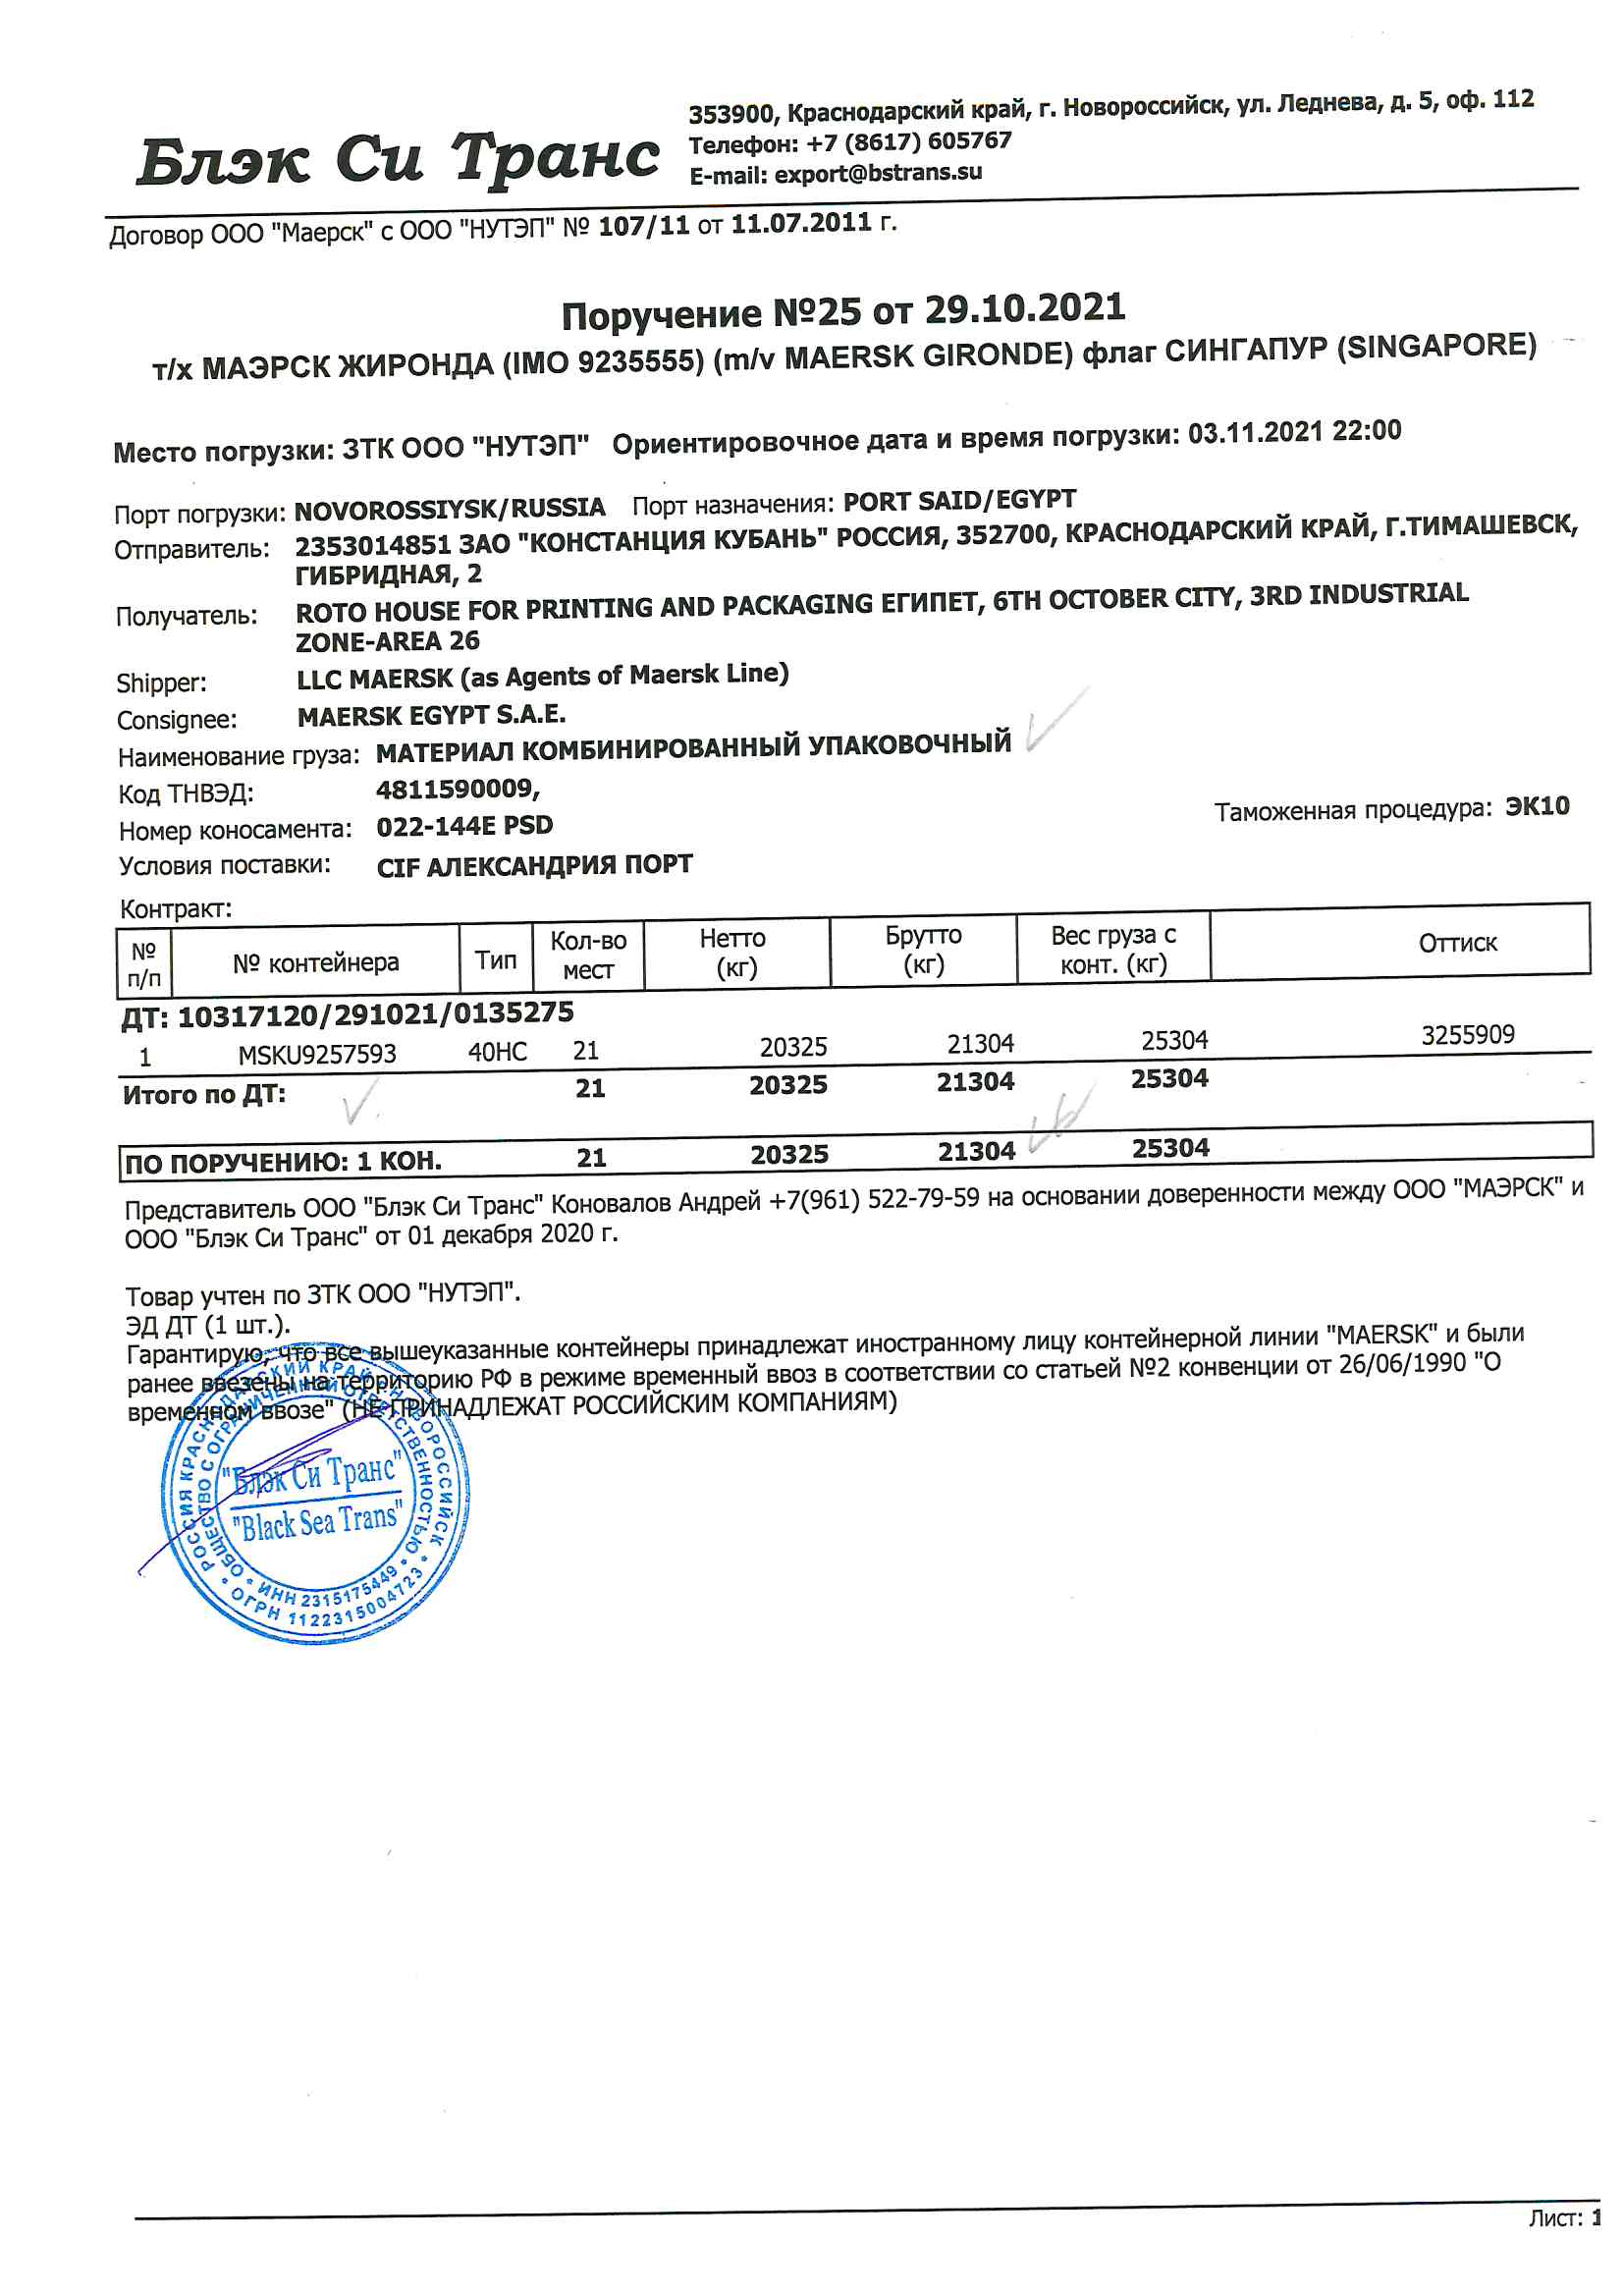 Блэк Си Транс
353900, Краснодарский край, г. Новороссийск, ул. Леднева, д. 5, оф. 112
Телефон: +7 (8617) 605767
E-mail: export@bstrans.su
Договор ООО "Маерск" с ООО "НУТЭП" № 107/11 от 11.07.2011 г.
Поручение №25 от 29.10.2021
т/х МАЭРСК ЖИРОНДА (IMO 9235555) (m/v MAERSK GIRONDE) флаг СИНГАПУР (SINGAPORE)
Место погрузки: ЗТК ООО "НУТЭП" Ориентировочное дата и время погрузки: 03.11.2021 22:00
Порт погрузки: NOVOROSSIYSK/RUSSIA Порт назначения: PORT SAID/EGYPT
Отправитель: 2353014851 ЗАО "КОНСТАНЦИЯ КУБАНЬ" РОССИЯ, 352700, КРАСНОДАРСКИЙ КРАЙ, Г.ТИМАШЕВСК,
ГИБРИДНАЯ, 2
Получатель: ROTO HOUSE FOR PRINTING AND PACKAGING ЕГИПЕТ, 6TH OCTOBER CITY, 3RD INDUSTRIAL
ZONE-AREA 26
Shipper: LLC MAERSK (as Agents of Maersk Line)
Consignee: MAERSK EGYPT S.A.E.
Наименование груза: МАТЕРИАЛ КОМБИНИРОВАННЫЙ УПАКОВОЧНЫЙ
Код ТНВЭД: 4811590009,
Номер коносамента: 022-144E PSD Таможенная процедура: ЭК10
Условия поставки: CIF АЛЕКСАНДРИЯ ПОРТ
Контракт:
№ п/п № контейнера Тип Кол-во мест Нетто (кг) Брутто (кг) Вес груза с конт. (кг) Оттиск
ДТ: 10317120/291021/0135275
1 MSKU9257593 40HC 21 20325 21304 25304 3255909
Итого по ДТ: 21 20325 21304 25304
ПО ПОРУЧЕНИЮ: 1 КОН. 21 20325 21304 25304
Представитель ООО "Блэк Си Транс" Коновалов Андрей +7(961) 522-79-59 на основании доверенности между ООО "МАЭРСК" и
ООО "Блэк Си Транс" от 01 декабря 2020 г.
Товар учтен по ЗТК ООО "НУТЭП".
ЭД ДТ (1 шт.).
Гарантирую, что все вышеуказанные контейнеры принадлежат иностранному лицу контейнерной линии "MAERSK" и были
ранее ввезены на территорию РФ в режиме временный ввоз в соответствии со статьей №2 конвенции от 26/06/1990 "О
временном ввозе" (НЕ ПРИНАДЛЕЖАТ РОССИЙСКИМ КОМПАНИЯМ)
РОССИЯ КРАСНОДАРСКИЙ КРАЙ Г. НОВОРОССИЙСК
ОБЩЕСТВО С ОГРАНИЧЕННОЙ ОТВЕТСТВЕННОСТЬЮ
"Блэк Си Транс"
"Black Sea Trans"
ИНН 2315175449
ОГРН 1122315004723
Лист: 1